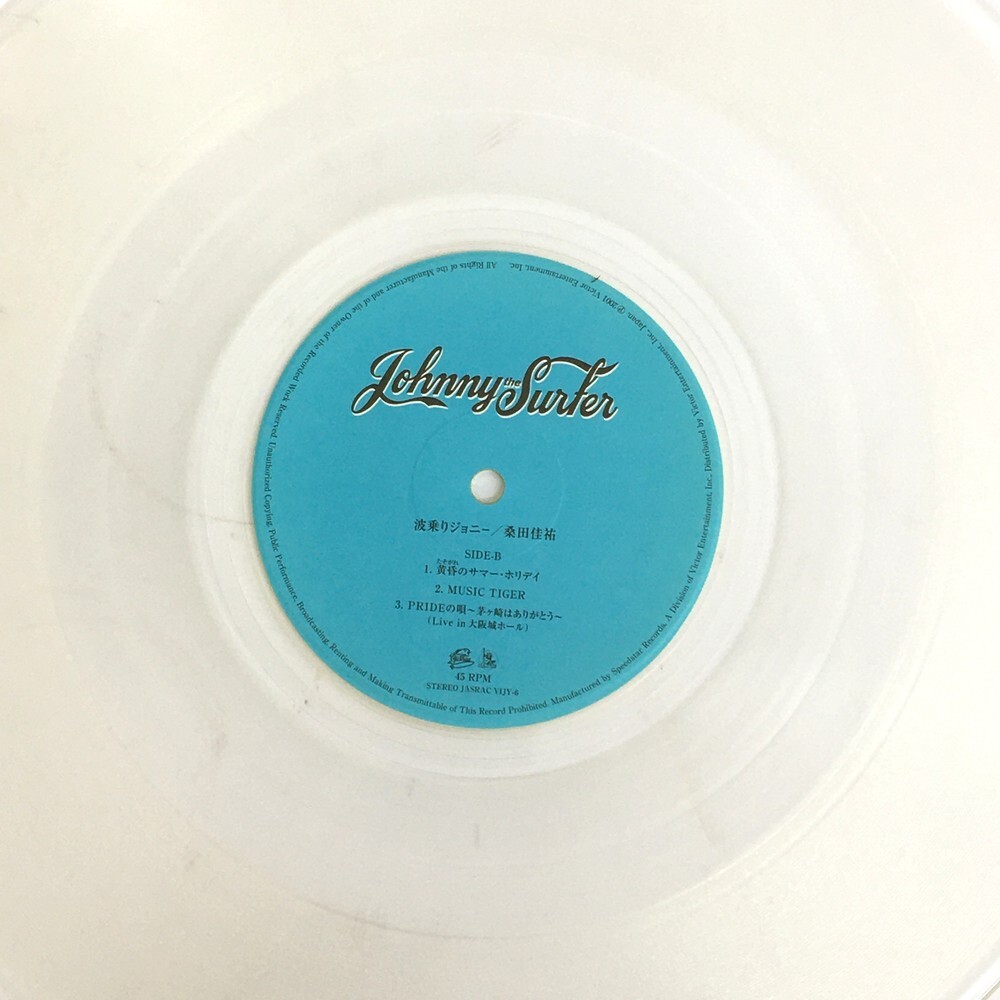 Johnny the Surfer
波乗りジョニー／桑田佳祐
SIDE-B
たそがれ
1. 黄昏のサマー・ホリデイ
2. MUSIC TIGER
3. PRIDEの唄～茅ヶ崎はありがとう～
(Live in 大阪城ホール)
45 RPM
STEREO JASRAC VIJY-6
All Rights of the Manufacturer and of the Owner of the Recorded Work Reserved. Unauthorized Copying, Public Performance, Broadcasting, Renting and Making Transmittable of This Record Prohibited. Manufactured by Speedstar Records, A Division of Victor Entertainment, Inc. Distributed by Victor Entertainment, Inc., Japan. ℗2001 Victor Entertainment, Inc.